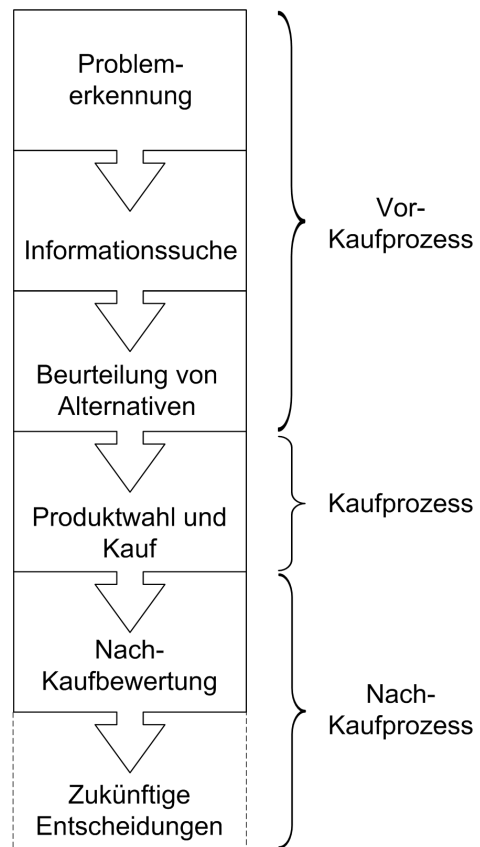 Problem-
erkennung
Informationssuche
Beurteilung von
Alternativen
Produktwahl und
Kauf
Nach-
Kaufbewertung
Zukünftige
Entscheidungen
Vor-
Kaufprozess
Kaufprozess
Nach-
Kaufprozess